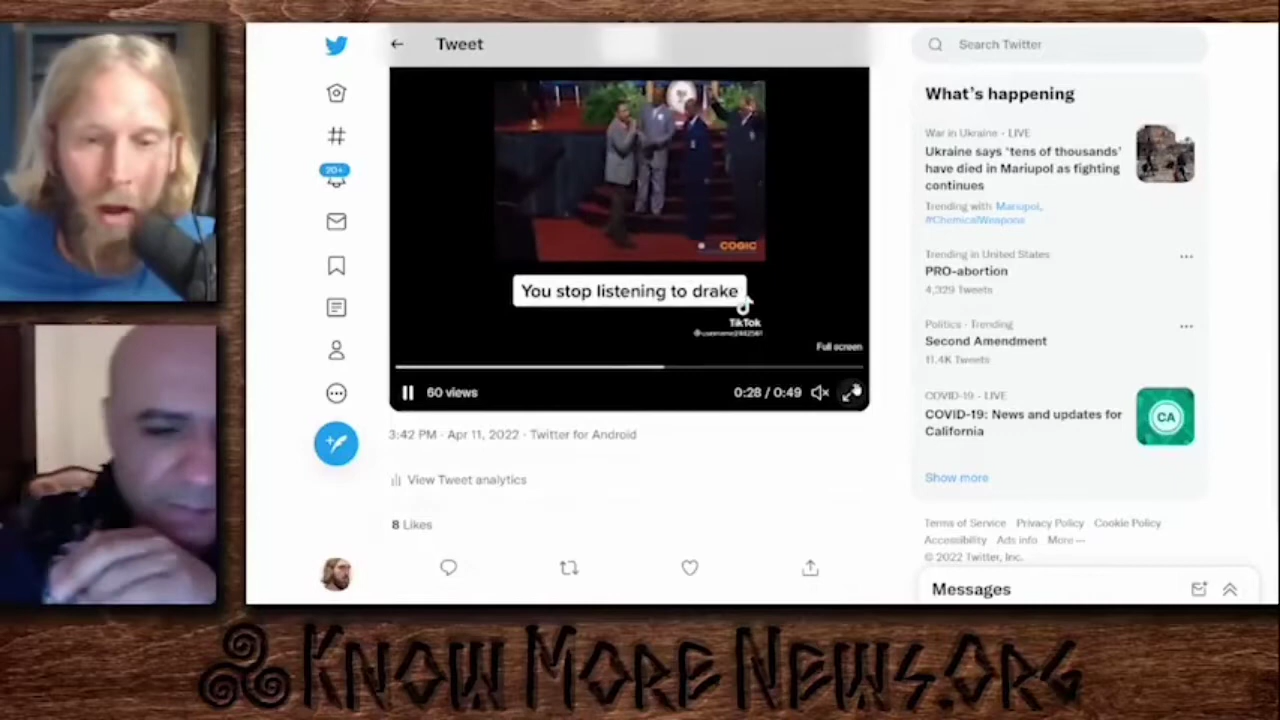 Tweet
COGIC
You stop listening to drake
TikTok
Full screen
60 views
0:28 / 0:49
3:42 PM · Apr 11, 2022 · Twitter for Android
View Tweet analytics
8 Likes
20+
Search Twitter
What's happening
War in Ukraine · LIVE
Ukraine says 'tens of thousands'
have died in Mariupol as fighting
continues
Trending with Mariupol,
#ChemicalWeapons
Trending in United States
PRO-abortion
4,329 Tweets
Politics · Trending
Second Amendment
11.4K Tweets
COVID-19 · LIVE
COVID-19: News and updates for
California
CA
Show more
Terms of Service Privacy Policy Cookie Policy
Accessibility Ads info More ···
© 2022 Twitter, Inc.
Messages
KNOW MORE NEWS.ORG